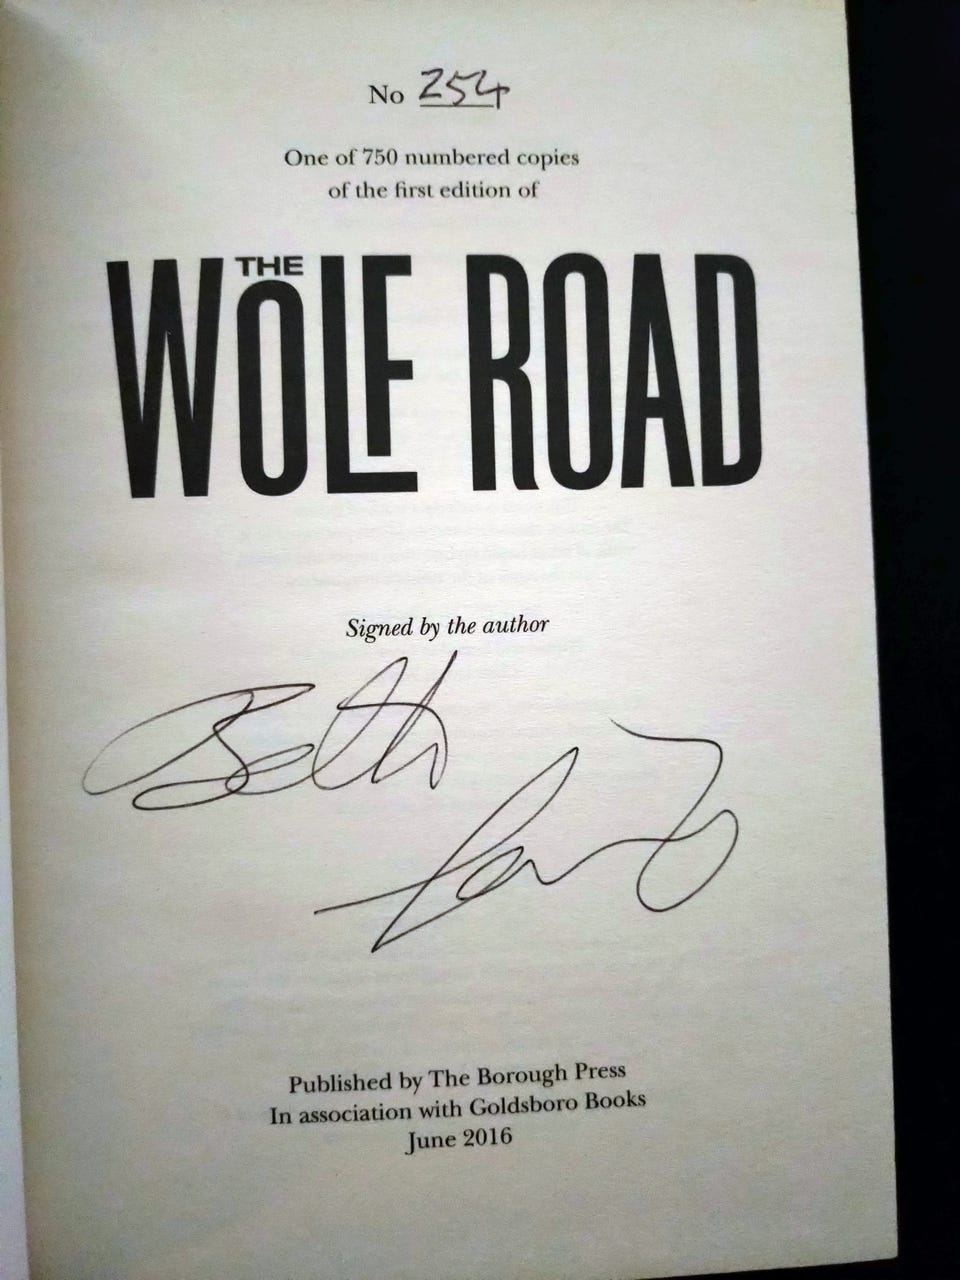 No 254
One of 750 numbered copies
of the first edition of
THE
WOLF ROAD
Signed by the author
Beth
Published by The Borough Press
In association with Goldsboro Books
June 2016